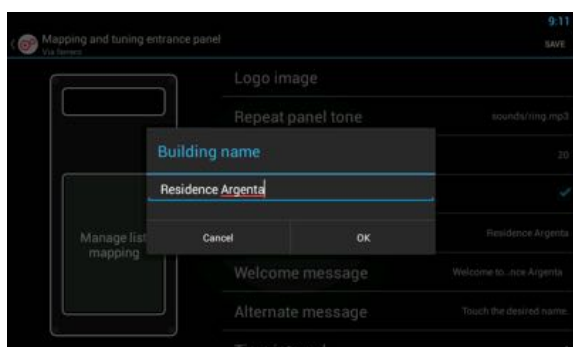 9:11
Mapping and tuning entrance panel
SAVE
Logo image
Repeat panel tone
sounds/ring.mp3
20
Building name
Residence Argenta
Cancel
OK
Manage list
mapping
Residence Argenta
Welcome message
Welcome to..nce Argenta
Alternate message
Touch the desired name.